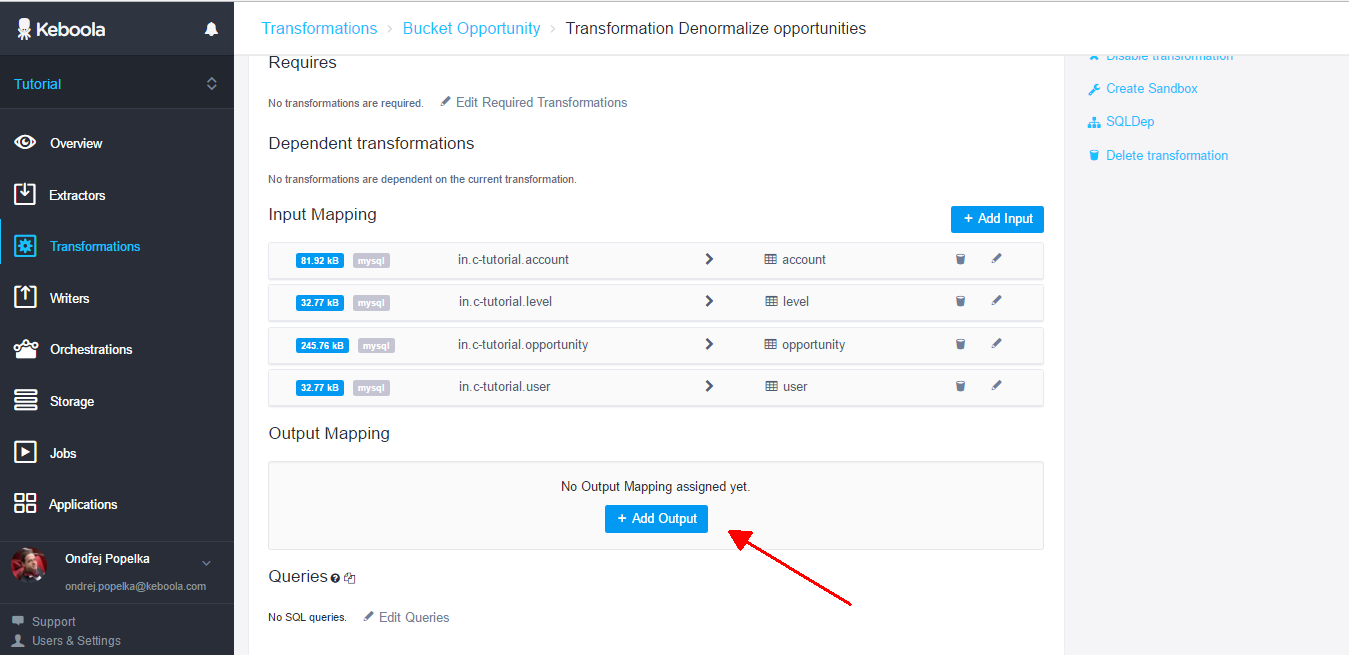 Keboola
Tutorial
Overview
Extractors
Transformations
Writers
Orchestrations
Storage
Jobs
Applications
Ondřej Popelka
ondrej.popelka@keboola.com
Support
Users & Settings
Transformations › Bucket Opportunity › Transformation Denormalize opportunities
Requires
No transformations are required. Edit Required Transformations
Dependent transformations
No transformations are dependent on the current transformation.
Input Mapping
+ Add Input
81.92 kB mysql in.c-tutorial.account account
32.77 kB mysql in.c-tutorial.level level
245.76 kB mysql in.c-tutorial.opportunity opportunity
32.77 kB mysql in.c-tutorial.user user
Output Mapping
No Output Mapping assigned yet.
+ Add Output
Queries
No SQL queries. Edit Queries
Disable transformation
Create Sandbox
SQLDep
Delete transformation